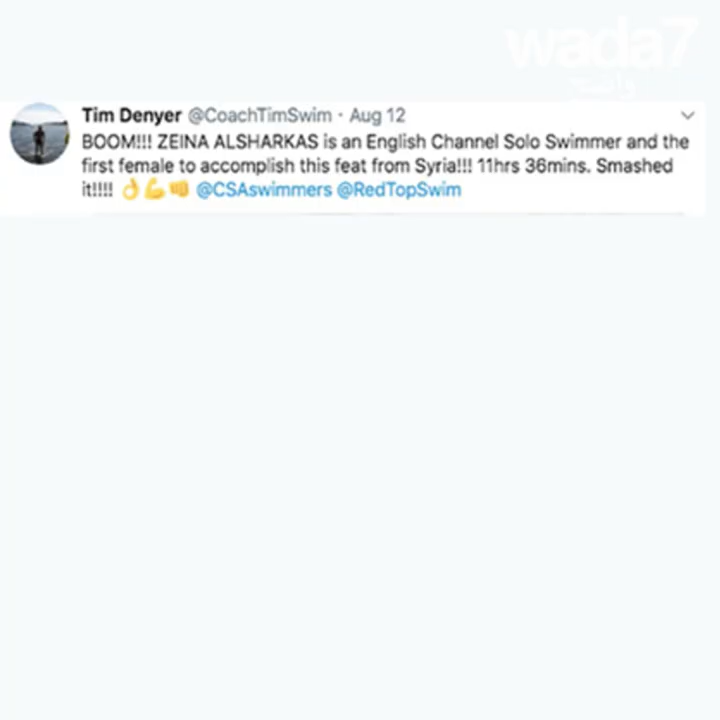 wada7
واضح
Tim Denyer @CoachTimSwim · Aug 12
BOOM!!! ZEINA ALSHARKAS is an English Channel Solo Swimmer and the
first female to accomplish this feat from Syria!!! 11hrs 36mins. Smashed
it!!!! 👌💪👊 @CSAswimmers @RedTopSwim